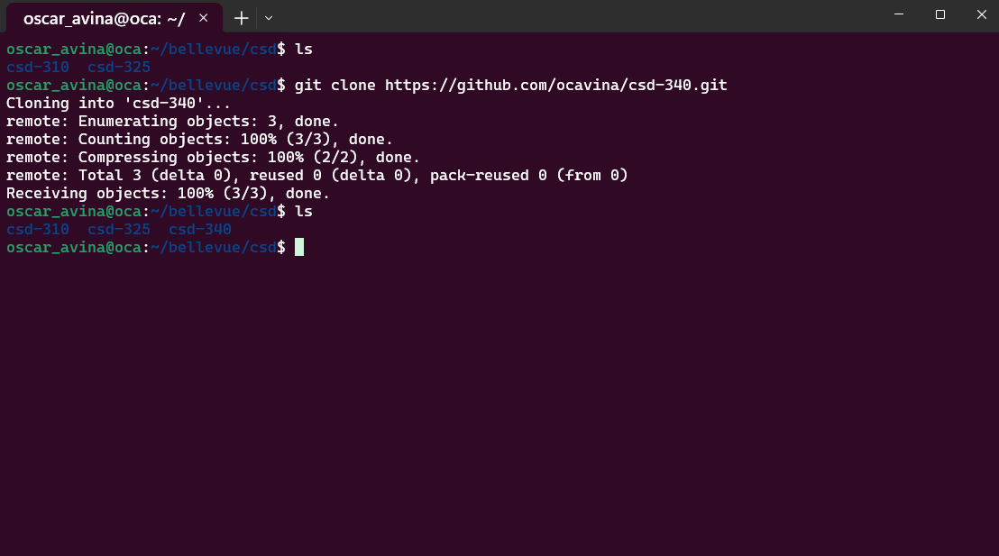 oscar_avina@oca: ~/
oscar_avina@oca:~/bellevue/csd$ ls
csd-310  csd-325
oscar_avina@oca:~/bellevue/csd$ git clone https://github.com/ocavina/csd-340.git
Cloning into 'csd-340'...
remote: Enumerating objects: 3, done.
remote: Counting objects: 100% (3/3), done.
remote: Compressing objects: 100% (2/2), done.
remote: Total 3 (delta 0), reused 0 (delta 0), pack-reused 0 (from 0)
Receiving objects: 100% (3/3), done.
oscar_avina@oca:~/bellevue/csd$ ls
csd-310  csd-325  csd-340
oscar_avina@oca:~/bellevue/csd$